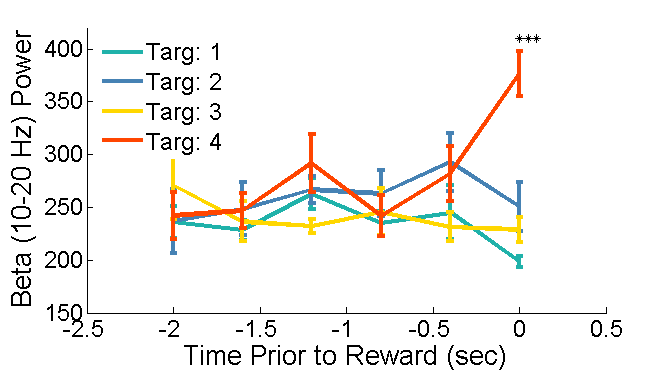 ***
400
350
300
250
200
150
Beta (10-20 Hz) Power
Targ: 1
Targ: 2
Targ: 3
Targ: 4
-2.5
-2
-1.5
-1
-0.5
0
0.5
Time Prior to Reward (sec)